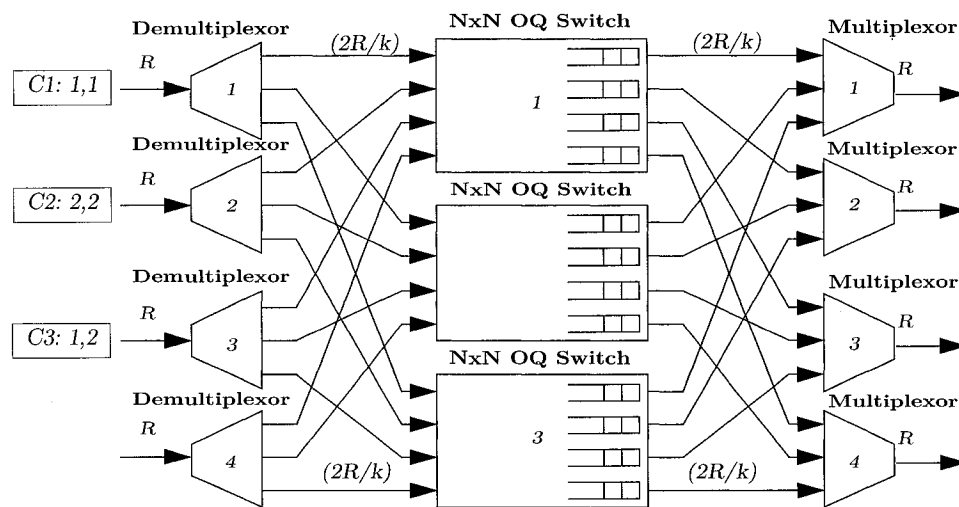 NxN OQ Switch
Demultiplexor
Multiplexor
(2R/k)
(2R/k)
R
R
C1: 1,1
1
1
1
Demultiplexor
Multiplexor
R
R
NxN OQ Switch
C2: 2,2
2
2
Demultiplexor
Multiplexor
R
R
C3: 1,2
3
3
NxN OQ Switch
Demultiplexor
Multiplexor
R
R
3
4
4
(2R/k)
(2R/k)